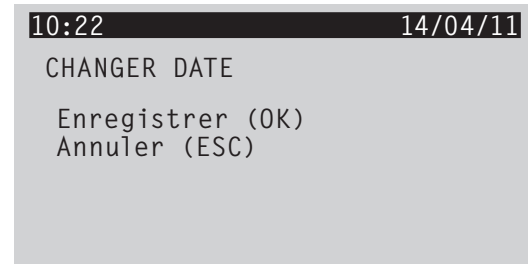 10:22 14/04/11
CHANGER DATE
Enregistrer (OK)
Annuler (ESC)